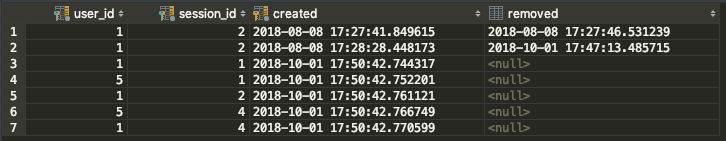 user_id session_id created removed
1 1 2 2018-08-08 17:27:41.849615 2018-08-08 17:27:46.531239
2 1 2 2018-08-08 17:28:28.448173 2018-10-01 17:47:13.485715
3 1 1 2018-10-01 17:50:42.744317 <null>
4 5 1 2018-10-01 17:50:42.752201 <null>
5 1 2 2018-10-01 17:50:42.761121 <null>
6 5 4 2018-10-01 17:50:42.766749 <null>
7 1 4 2018-10-01 17:50:42.770599 <null>